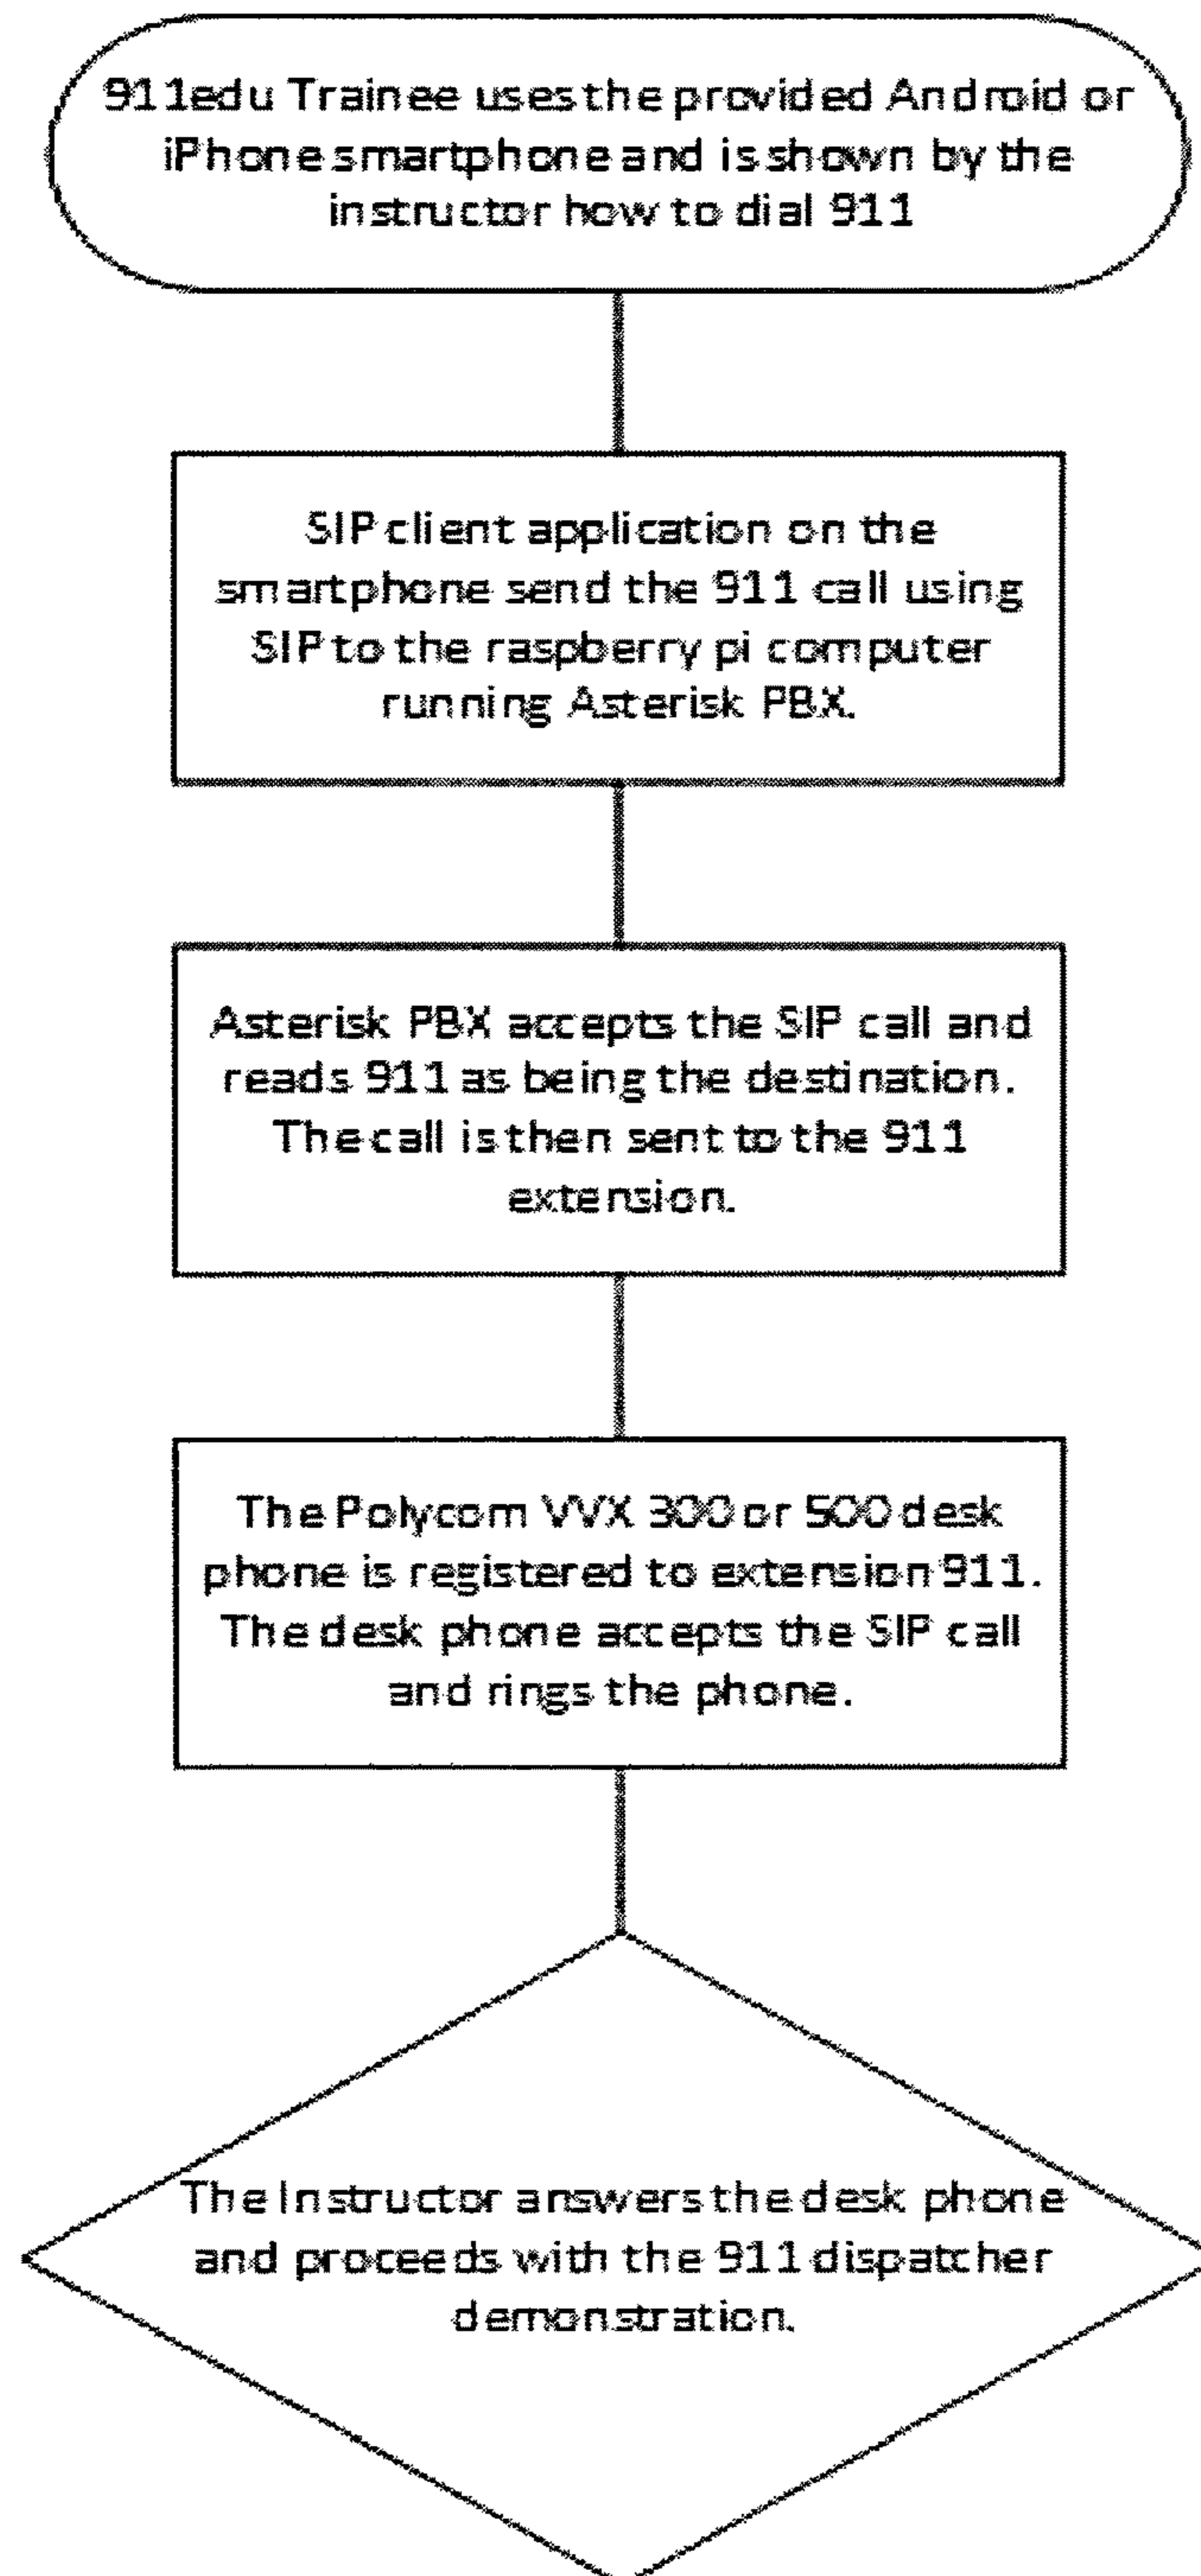 911edu Trainee uses the provided Android or
iPhone smartphone and is shown by the
instructor how to dial 911
SIP client application on the
smartphone send the 911 call using
SIP to the raspberry pi computer
running Asterisk PBX.
Asterisk PBX accepts the SIP call and
reads 911 as being the destination.
The call is then sent to the 911
extension.
The Polycom VVX 300 or 500 desk
phone is registered to extension 911.
The desk phone accepts the SIP call
and rings the phone.
The Instructor answers the desk phone
and proceeds with the 911 dispatcher
demonstration.